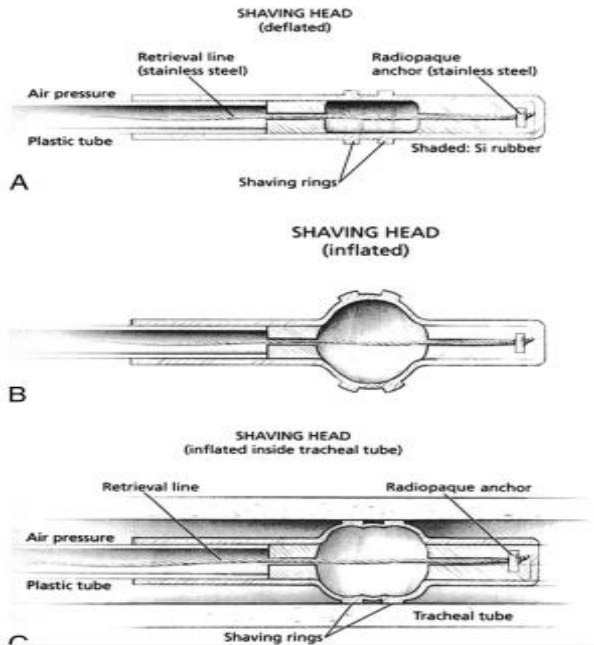 SHAVING HEAD
(deflated)
Retrieval line
(stainless steel)
Radiopaque
anchor (stainless steel)
Air pressure
Plastic tube
Shaded: Si rubber
Shaving rings
A
SHAVING HEAD
(inflated)
B
SHAVING HEAD
(inflated inside tracheal tube)
Retrieval line
Radiopaque anchor
Air pressure
Plastic tube
Tracheal tube
Shaving rings
C